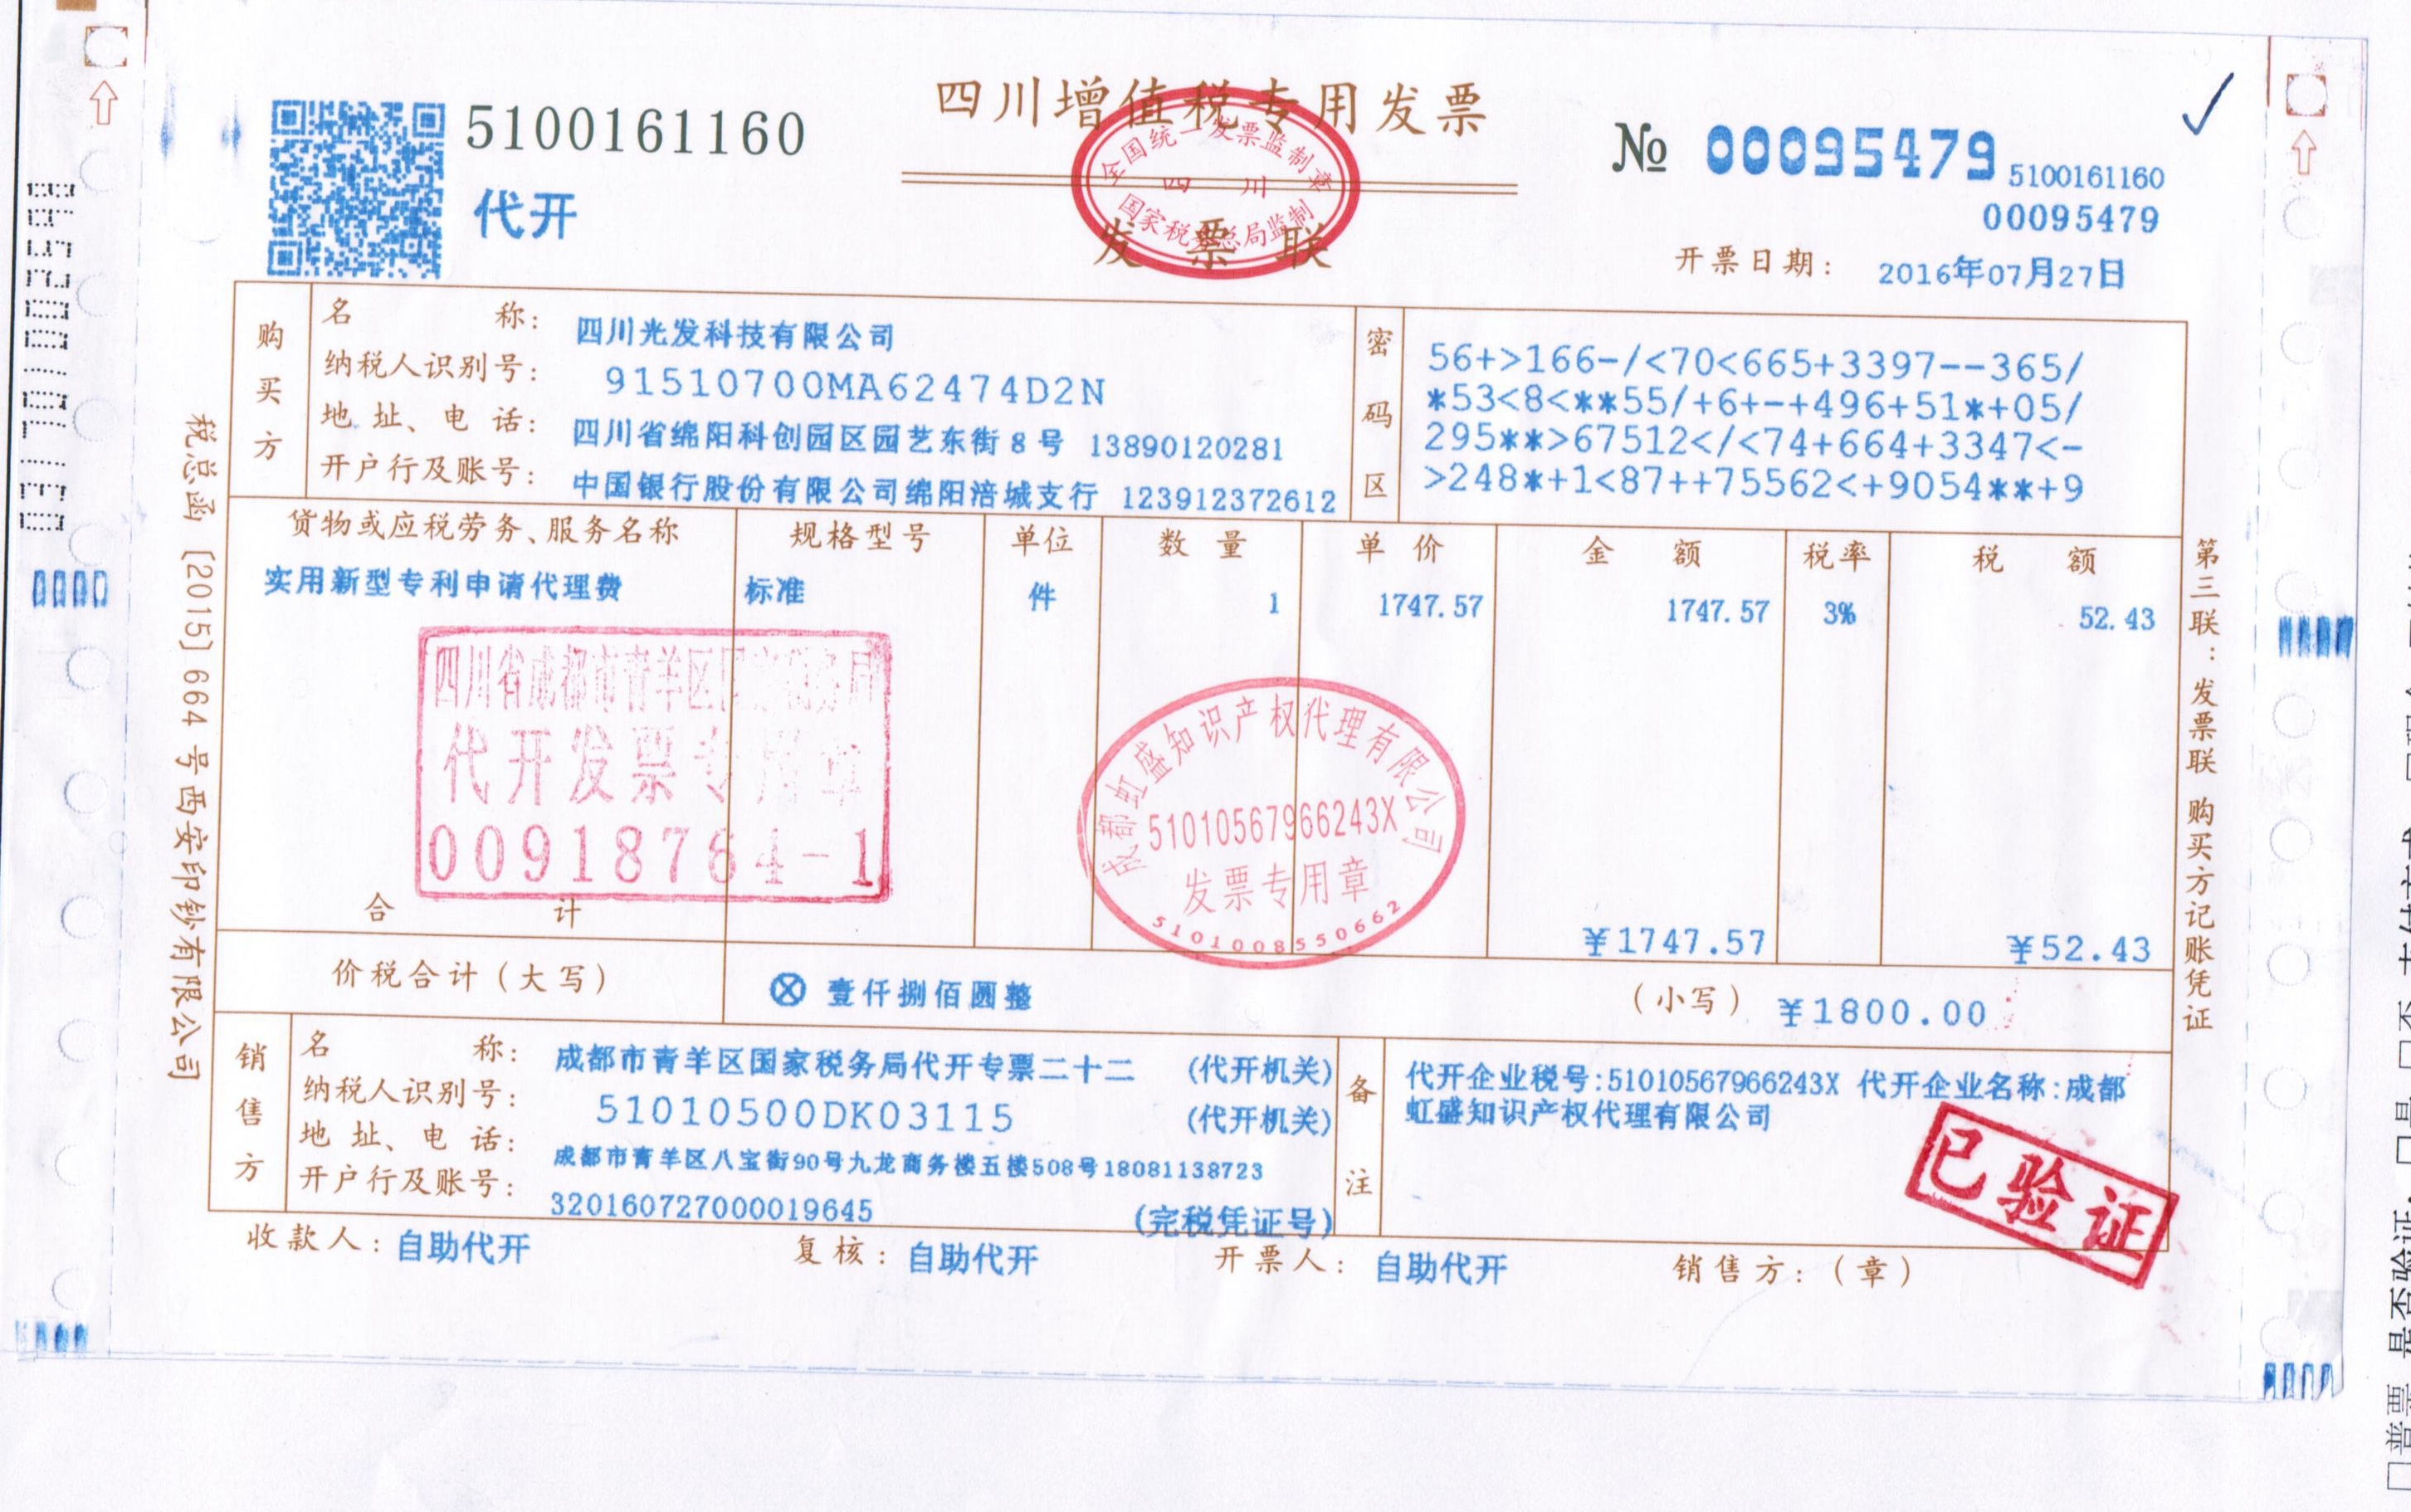 四川增值税专用发票
5100161160
代开
全国统一发票监制章
四 川
国家税务总局监制
发票联
№ 00095479
5100161160
00095479
开票日期: 2016年07月27日
购买方
名 称: 四川光发科技有限公司
纳税人识别号: 91510700MA62474D2N
地 址、电 话: 四川省绵阳科创园区园艺东街8号 13890120281
开户行及账号: 中国银行股份有限公司绵阳涪城支行 123912372612
密码区
56+>166-/<70<665+3397--365/
*53<8<**55/+6+-+496+51*+05/
295**>67512</<74+664+3347<-
>248*+1<87++75562<+9054**+9
货物或应税劳务、服务名称 规格型号 单位 数 量 单 价 金 额 税率 税 额
实用新型专利申请代理费 标准 件 1 1747.57 1747.57 3% 52.43
四川省成都市青羊区国家税务局
代开发票专用章
00918764-1
成都虹盛知识产权代理有限公司
51010567966243X
发票专用章
5101008550662
合 计 ¥1747.57 ¥52.43
价税合计(大写) ⊗ 壹仟捌佰圆整 (小写) ¥1800.00
销售方
名 称: 成都市青羊区国家税务局代开专票二十二 (代开机关)
纳税人识别号: 51010500DK03115 (代开机关)
地 址、电 话: 成都市青羊区八宝街90号九龙商务楼五楼508号18081138723
开户行及账号: 320160727000019645 (完税凭证号)
备注
代开企业税号:51010567966243X 代开企业名称:成都
虹盛知识产权代理有限公司
已验证
收款人: 自助代开 复核: 自助代开 开票人: 自助代开 销售方:(章)
税总函〔2015〕664号西安印钞有限公司
第三联:发票联 购买方记账凭证